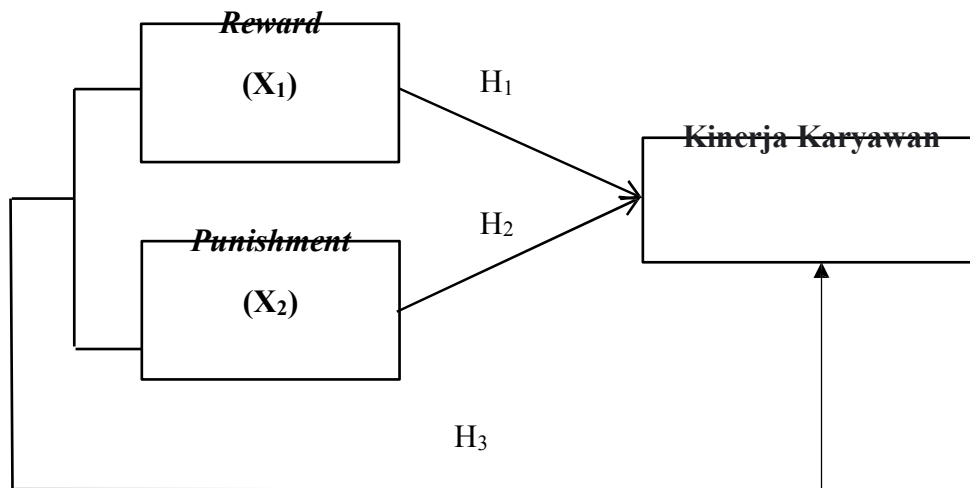 Reward
(X₁)
H₁
Kinerja Karyawan
Punishment
(X₂)
H₂
H₃